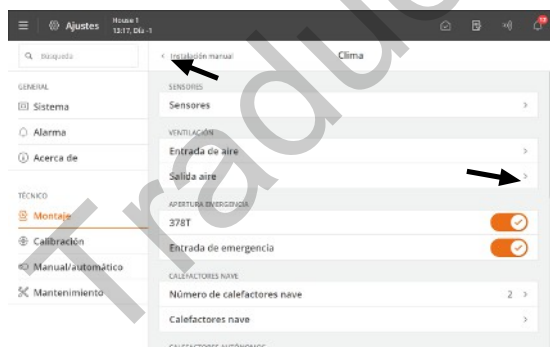 Ajustes
House 1
13:17, Día -1
Búsqueda
Instalación manual
Clima
GENERAL
Sistema
Alarma
Acerca de
TÉCNICO
Montaje
Calibración
Manual/automático
Mantenimiento
SENSORES
Sensores
VENTILACIÓN
Entrada de aire
Salida aire
APERTURA EMERGENCIA
378T
Entrada de emergencia
CALEFACTORES NAVE
Número de calefactores nave 2
Calefactores nave
CALEFACTORES AUTÓNOMOS